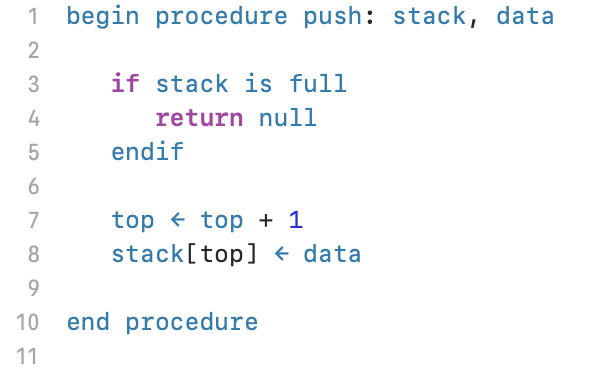 1 begin procedure push: stack, data
2
3 if stack is full
4 return null
5 endif
6
7 top ← top + 1
8 stack[top] ← data
9
10 end procedure
11